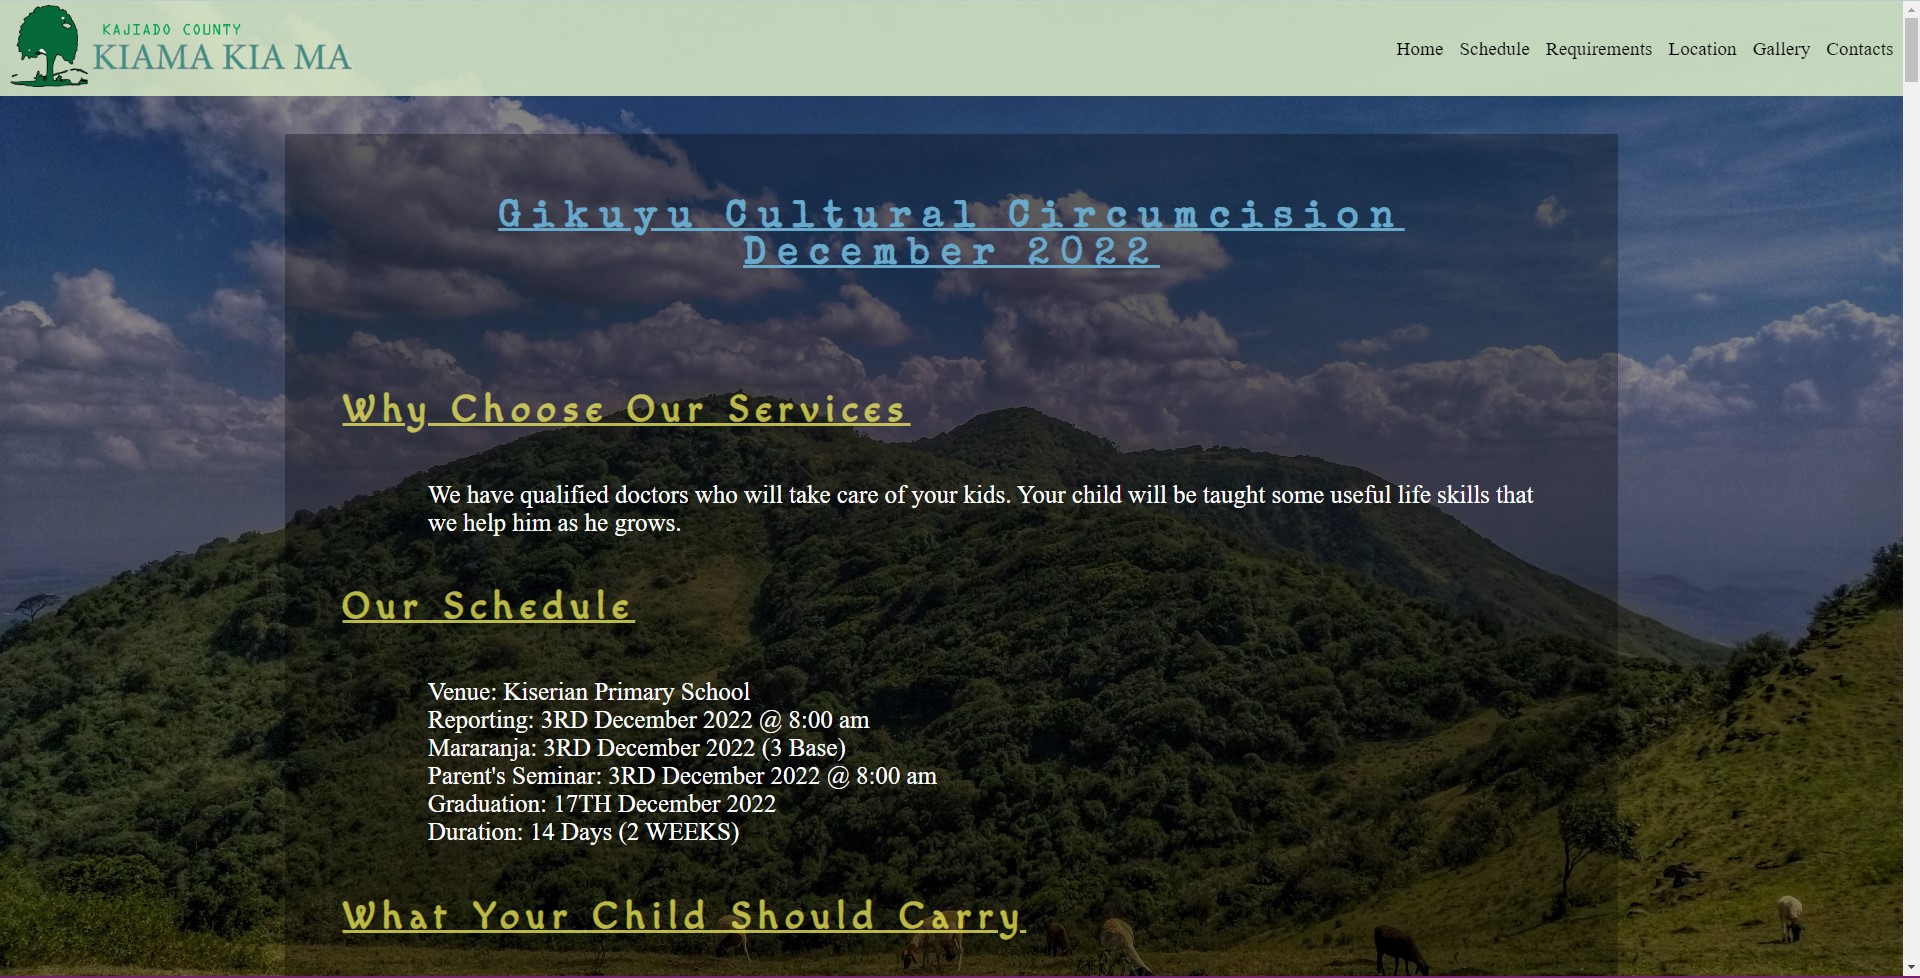 KAJIADO COUNTY
KIAMA KIA MA
Home Schedule Requirements Location Gallery Contacts
Gikuyu Cultural Circumcision
December 2022
Why Choose Our Services
We have qualified doctors who will take care of your kids. Your child will be taught some useful life skills that
we help him as he grows.
Our Schedule
Venue: Kiserian Primary School
Reporting: 3RD December 2022 @ 8:00 am
Mararanja: 3RD December 2022 (3 Base)
Parent's Seminar: 3RD December 2022 @ 8:00 am
Graduation: 17TH December 2022
Duration: 14 Days (2 WEEKS)
What Your Child Should Carry